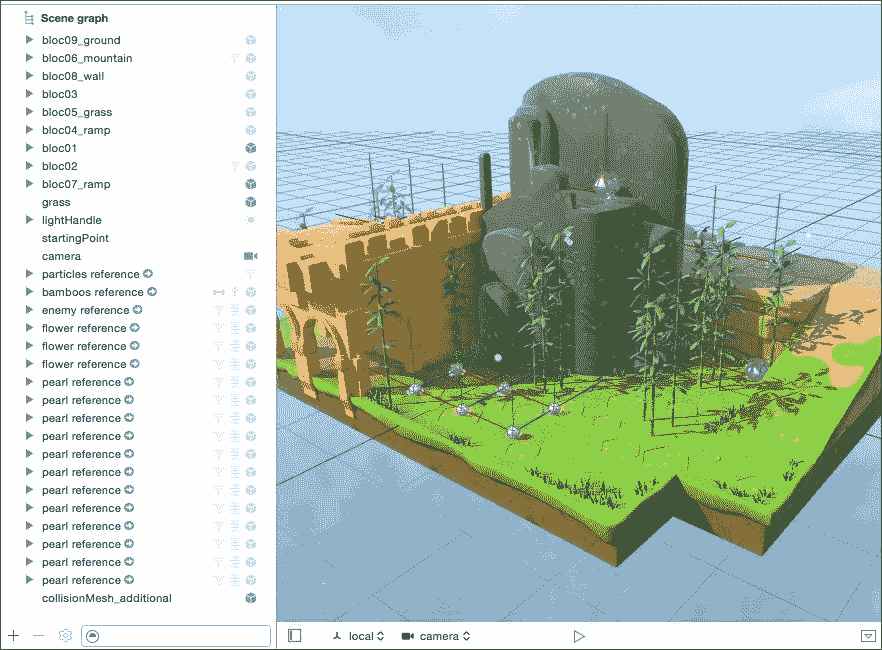 Scene graph
bloc09_ground
bloc06_mountain
bloc08_wall
bloc03
bloc05_grass
bloc04_ramp
bloc01
bloc02
bloc07_ramp
grass
lightHandle
startingPoint
camera
particles reference
bamboos reference
enemy reference
flower reference
flower reference
flower reference
pearl reference
pearl reference
pearl reference
pearl reference
pearl reference
pearl reference
pearl reference
pearl reference
pearl reference
pearl reference
pearl reference
pearl reference
collisionMesh_additional
local
camera